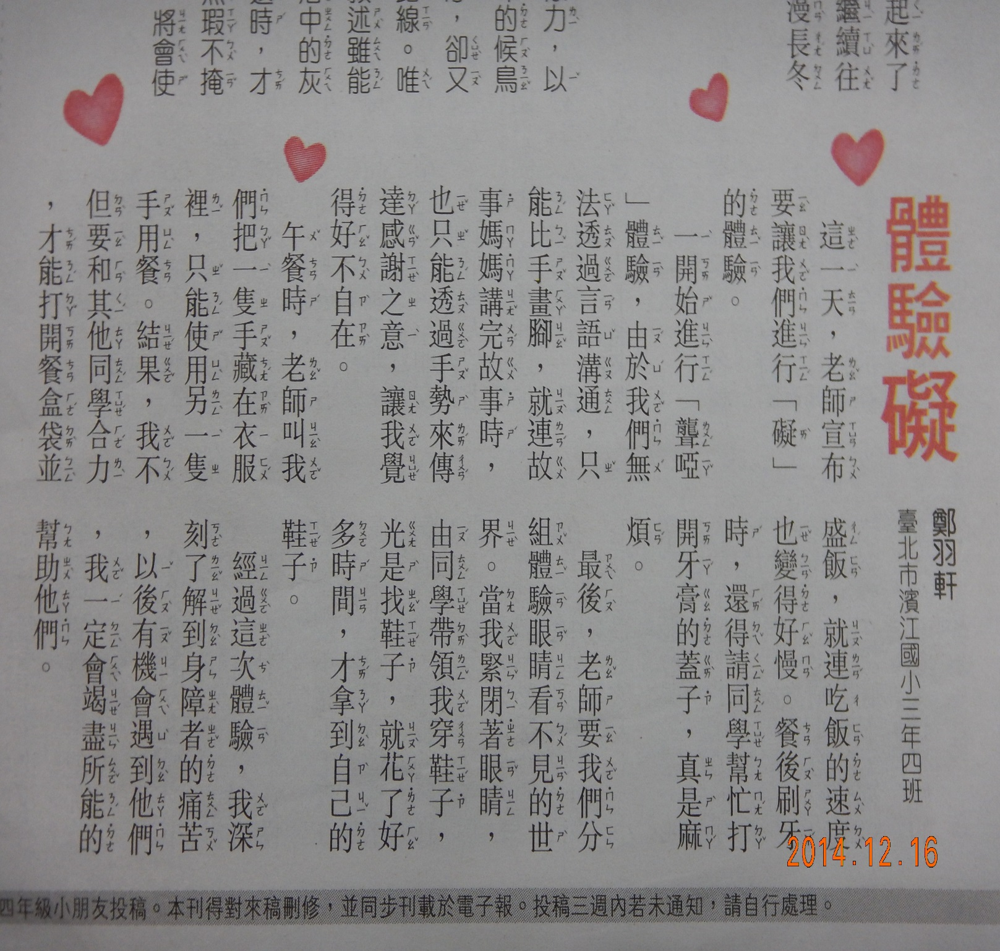 起來了
繼續往
漫長冬
力，以
的候鳥
，卻又
線。唯
述雖能
中的灰
時，才
瑕不掩
將會使
體驗礙
鄭羽軒
臺北市濱江國小三年四班
這一天，老師宣布
要讓我們進行「礙」
的體驗。
一開始進行「聾啞
」體驗，由於我們無
法透過言語溝通，只
能比手畫腳，就連故
事媽媽講完故事時，
也只能透過手勢來傳
達感謝之意，讓我覺
得好不自在。
午餐時，老師叫我
們把一隻手藏在衣服
裡，只能使用另一隻
手用餐。結果，我不
但要和其他同學合力
，才能打開餐盒袋並
盛飯，就連吃飯的速度
也變得好慢。餐後刷牙
時，還得請同學幫忙打
開牙膏的蓋子，真是麻
煩。
最後，老師要我們分
組體驗眼睛看不見的世
界。當我緊閉著眼睛，
由同學帶領我穿鞋子，
光是找鞋子，就花了好
多時間，才拿到自己的
鞋子。
經過這次體驗，我深
刻了解到身障者的痛苦
，以後有機會遇到他們
，我一定會竭盡所能的
幫助他們。
2014.12.16
四年級小朋友投稿。本刊得對來稿刪修，並同步刊載於電子報。投稿三週內若未通知，請自行處理。